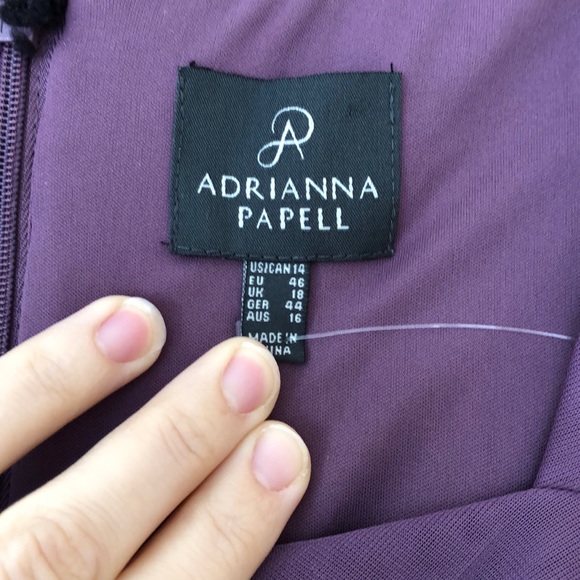 ADRIANNA
PAPELL
US|CAN 14
EU 46
UK 18
GER 44
AUS 16
MADE IN